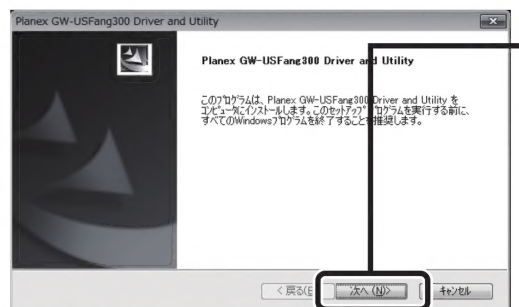 Planex GW-USFang300 Driver and Utility
Planex GW-USFang300 Driver and Utility
このプログラムは、Planex GW-USFang300 Driver and Utility を
コンピュータにインストールします。このセットアップ プログラムを実行する前に、
すべてのWindowsプログラムを終了することを推奨します。
< 戻る(B)
次へ (N)>
キャンセル